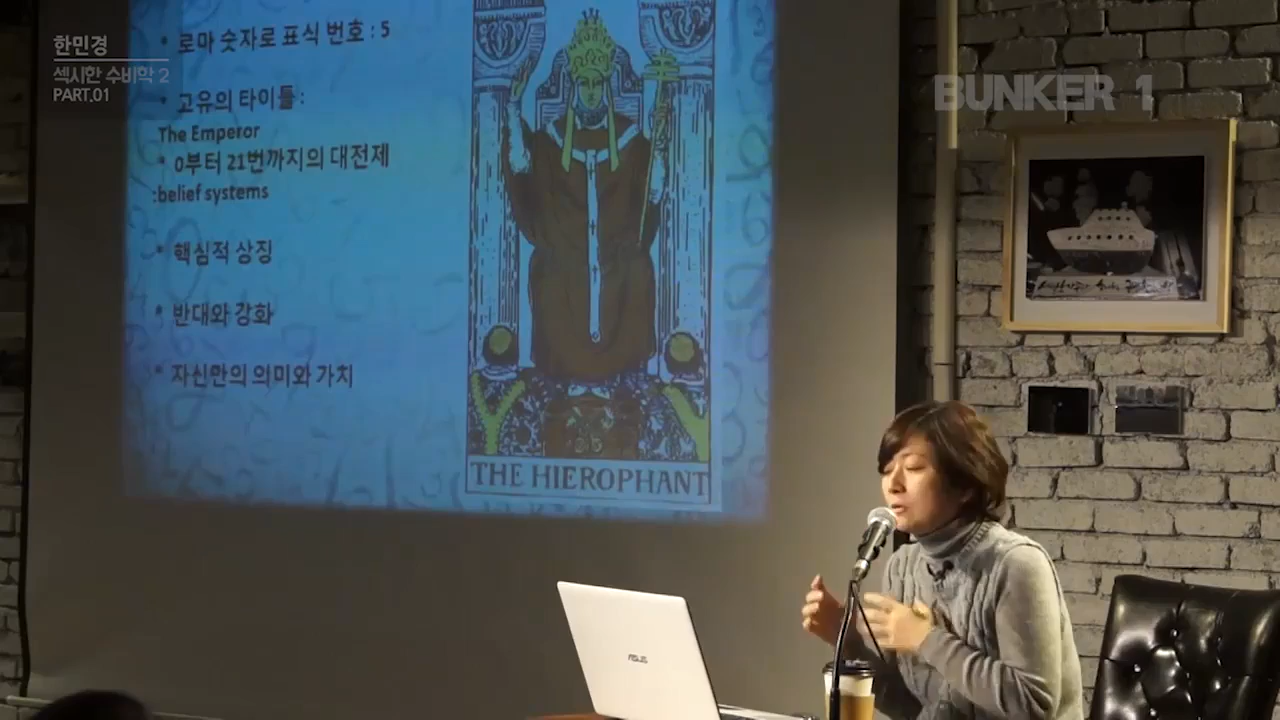 한민경
섹시한 수비학 2
PART.01
BUNKER 1
* 로마 숫자로 표식 번호 : 5
* 고유의 타이틀 :
The Emperor
* 0부터 21번까지의 대전제
:belief systems
* 핵심적 상징
* 반대와 강화
* 자신만의 의미와 가치
THE HIEROPHANT
ASUS